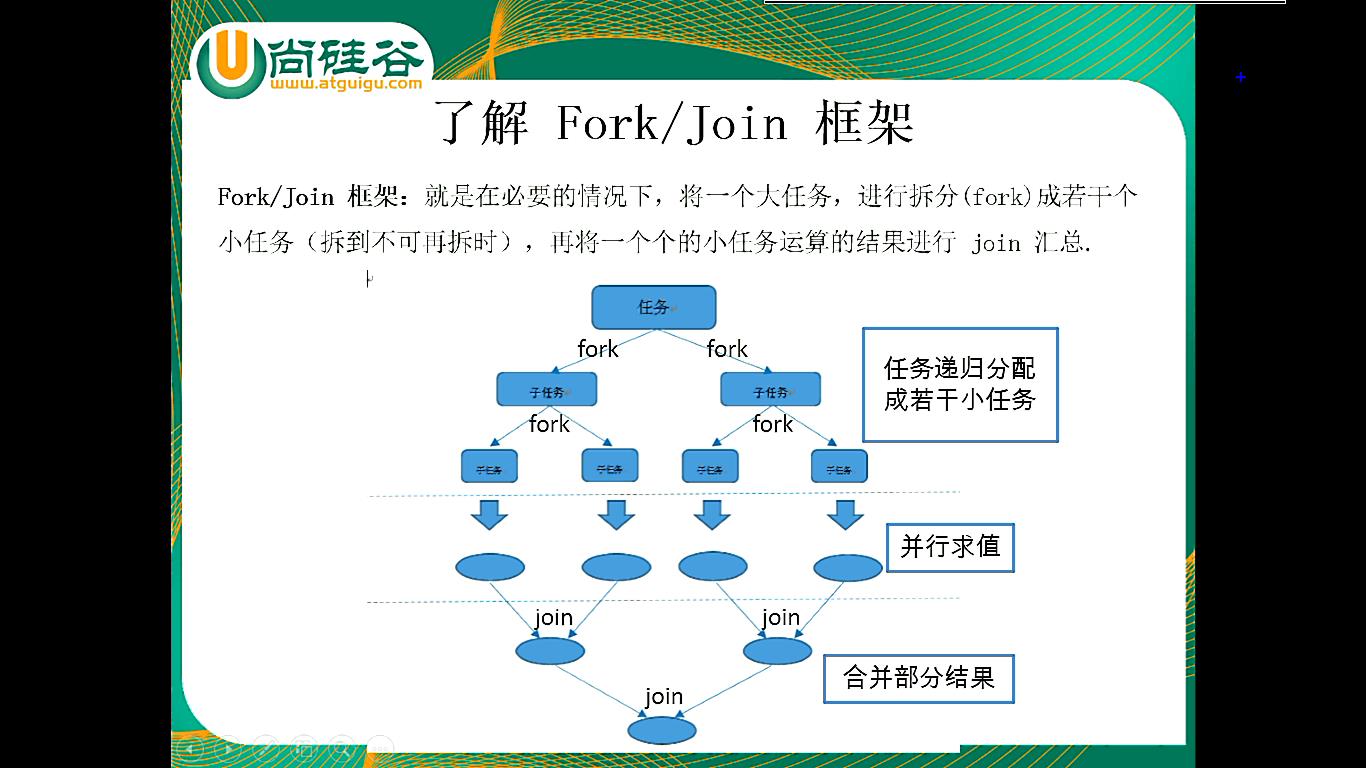 尚硅谷
www.atguigu.com
了解 Fork/Join 框架
Fork/Join 框架：就是在必要的情况下，将一个大任务，进行拆分(fork)成若干个
小任务（拆到不可再拆时），再将一个个的小任务运算的结果进行 join 汇总.
任务
fork
fork
子任务
子任务
任务递归分配
成若干小任务
fork
fork
子任务
子任务
子任务
子任务
并行求值
join
join
合并部分结果
join